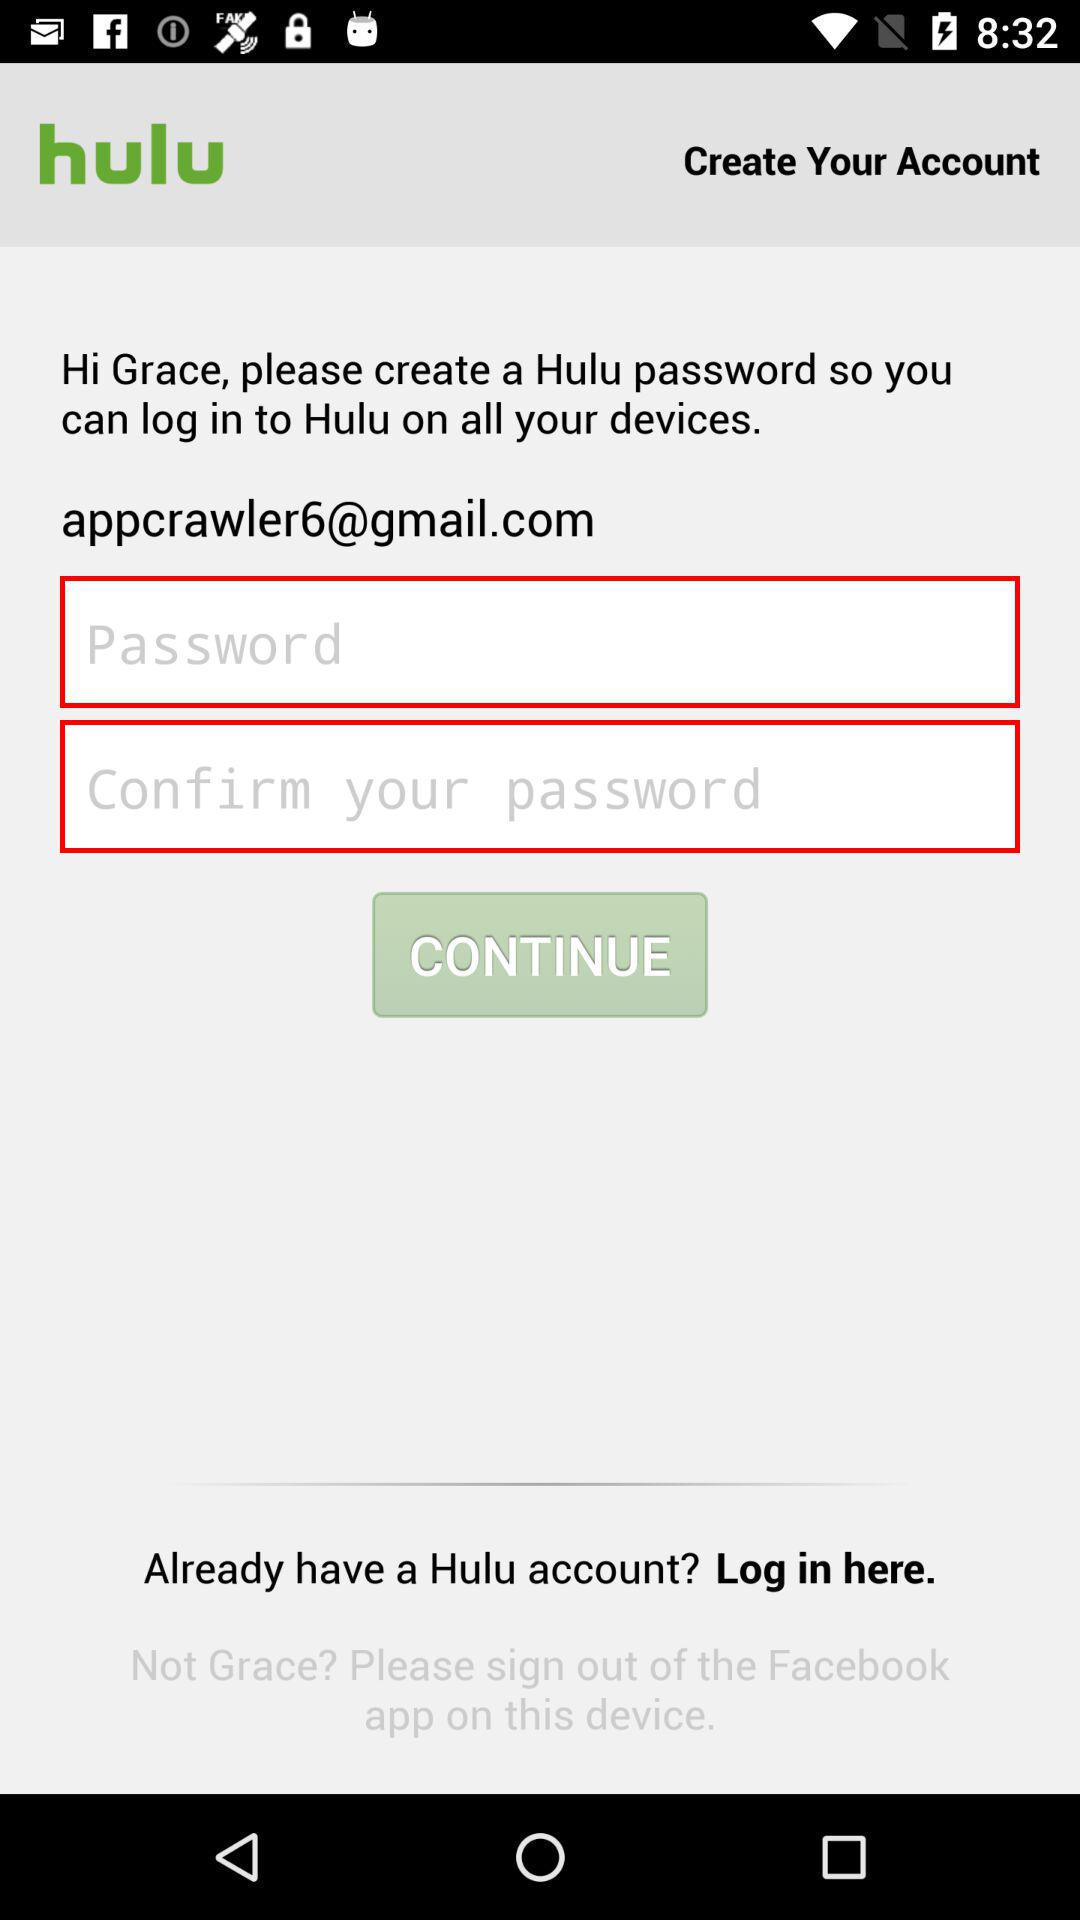 FAKE
8:32
hulu
Create Your Account
Hi Grace, please create a Hulu password so you
can log in to Hulu on all your devices.
appcrawler6@gmail.com
Password
Confirm your password
CONTINUE
Already have a Hulu account? Log in here.
Not Grace? Please sign out of the Facebook
app on this device.